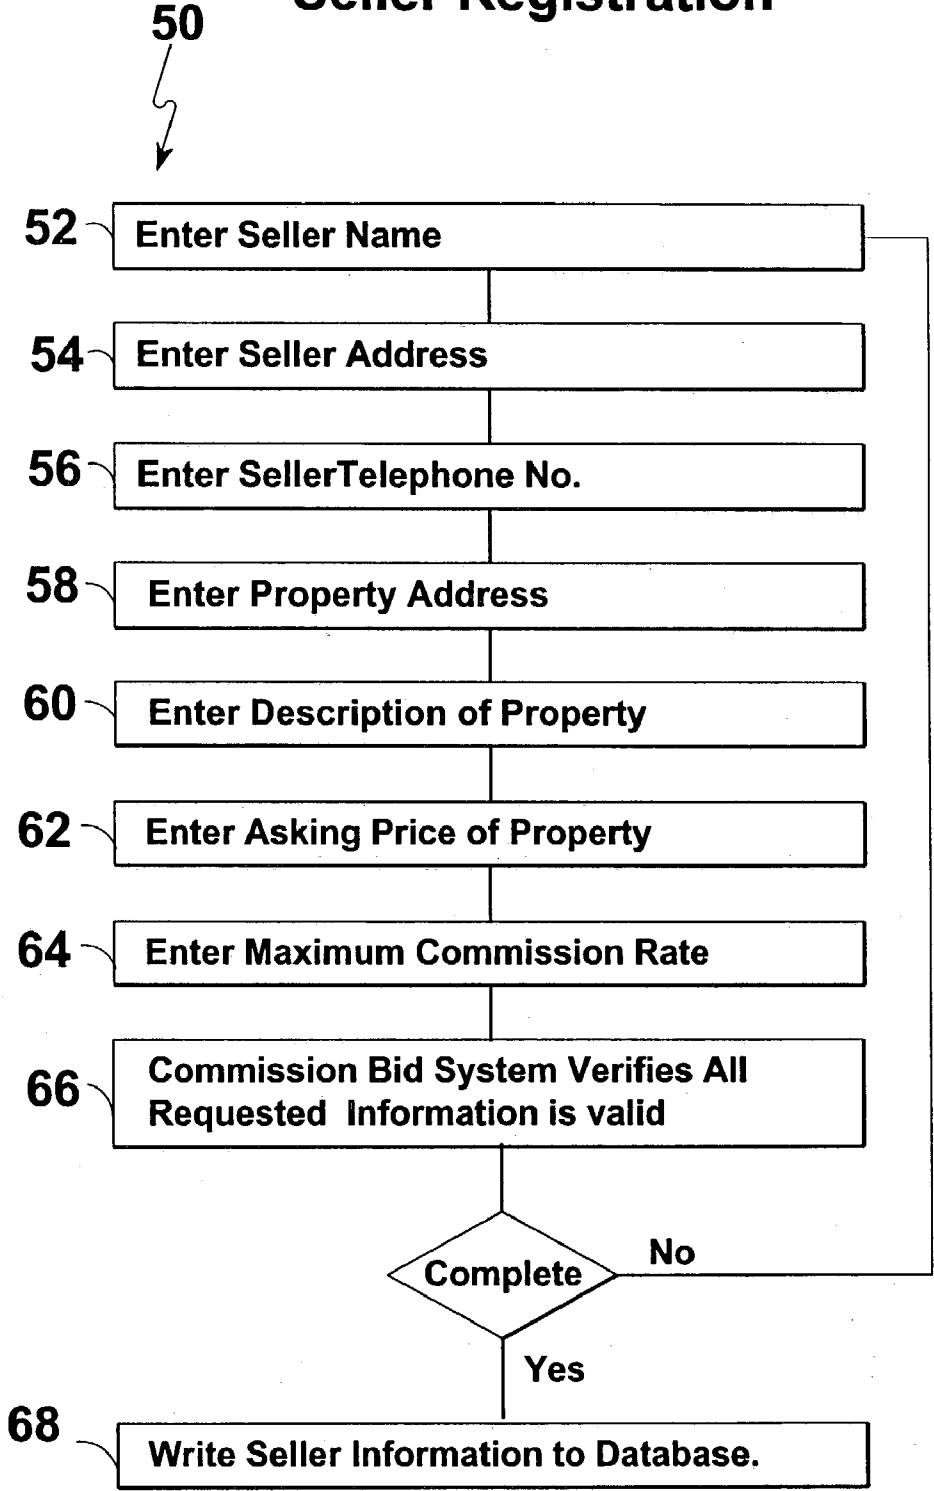 Seller Registration
50
52 Enter Seller Name
54 Enter Seller Address
56 Enter SellerTelephone No.
58 Enter Property Address
60 Enter Description of Property
62 Enter Asking Price of Property
64 Enter Maximum Commission Rate
66 Commission Bid System Verifies All
Requested Information is valid
Complete
No
Yes
68 Write Seller Information to Database.